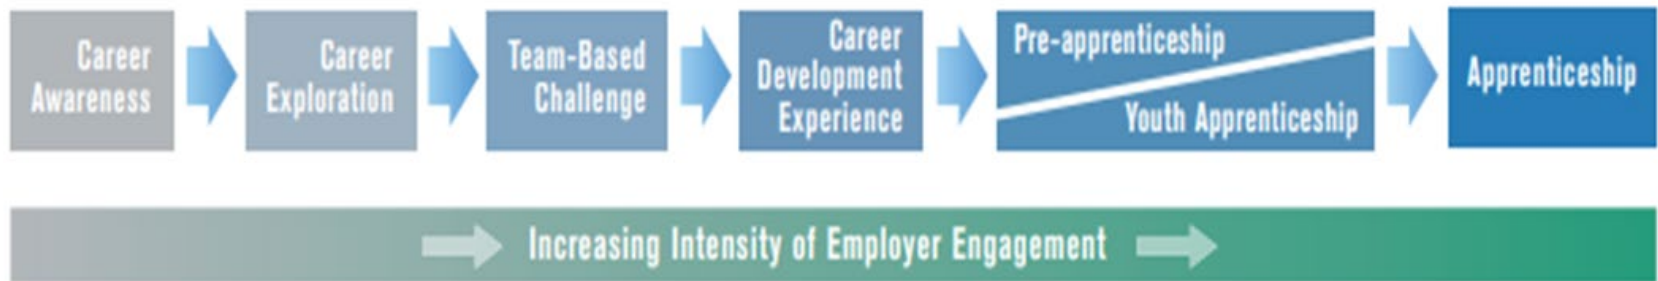 Career
Awareness
Career
Exploration
Team-Based
Challenge
Career
Development
Experience
Pre-apprenticeship
Youth Apprenticeship
Apprenticeship
Increasing Intensity of Employer Engagement